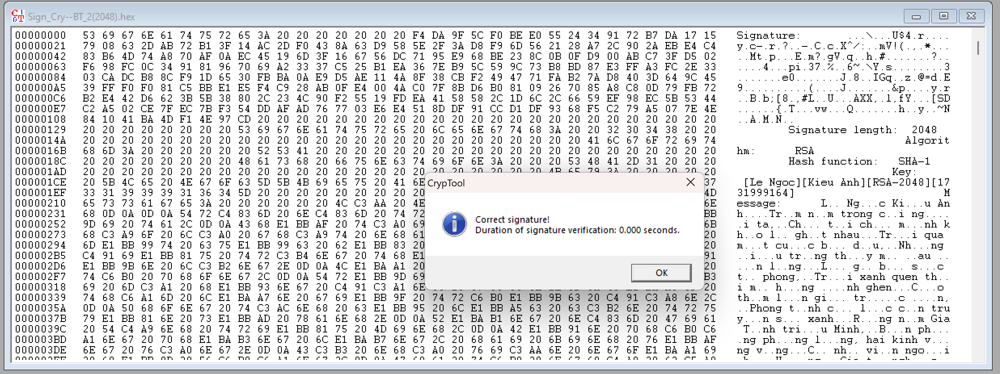 Sign_Cry--BT_2(2048).hex
00000000 53 69 67 6E 61 74 75 72 65 3A 20 20 20 20 20 20 20 F4 DA 9F 5C F0 BE E0 55 24 34 91 72 B7 DA 17 15 Signature:       ...\...U$4.r....
00000021 79 08 63 2D AB 72 B1 3F 14 AC 2D F0 43 8A 63 D9 58 5E 2F 3A D8 F9 6D 56 21 28 A7 2C 90 2A EB E4 C4 y.c-.r.?..-.C.c.X^/:..mV!(.,.*...
00000042 83 B6 4D 74 A8 70 AF 0A EC 45 19 6D 3F 16 67 56 DC 71 95 E9 68 BE 23 8C 0B 0F D9 00 AB C7 3F D5 02 ..Mt.p...E.m?.gV.q..h.#.......?..
00000063 F6 98 FC 0C 34 91 81 96 70 69 A2 33 37 C5 25 B1 EA 36 7E B9 5C 59 9C 73 B8 BD 87 E3 FF A3 FC 2E 33 ....4...pi.37.%..6~.\Y.s........3
00000084 03 CA DC B8 8C F9 1D 65 30 FB BA 0A E9 D5 AE 11 4A 8F 38 CB F2 49 47 71 FA B2 7A D8 40 3D 64 9C 45 .......e0.......J.8..IGq..z.@=d.E
000000A5 39 FF F0 F0 81 C5 BB E1 E5 F4 C9 28 AB 0F E4 00 4A C0 7F 8B D6 B0 81 09 26 70 85 A8 C8 0D 79 FB 72 9..........(....J.......&p....y.r
000000C6 B2 E4 42 D6 62 3B 5B 38 80 2C 23 4C 90 F2 55 19 FD EA 41 58 58 2C 1D 6C 2C 66 59 EF 98 EC 5B 53 44 ..B.b;[8.,#L..U...AXX,.l,fY...[SD
000000E7 C2 A5 02 CE 7F EC 7B F3 54 DD AF AD 76 77 03 E6 E4 51 8D DF 91 CC D1 DF 93 68 F5 C2 79 A5 07 7E 4E ......{.T...vw...Q.......h..y..~N
00000108 84 10 41 BA 4D F1 4E 97 CD 20 20 20 20 20 20 20 20 20 20 20 20 20 20 20 20 20 20 20 20 20 20 20 20 ..A.M.N..
00000129 20 20 20 20 20 20 20 20 53 69 67 6E 61 74 75 72 65 20 6C 65 6E 67 74 68 3A 20 20 32 30 34 38 20 20 Signature length:  2048
0000014A 20 20 20 20 20 20 20 20 20 20 20 20 20 20 20 20 20 20 20 20 20 20 20 20 20 20 41 6C 67 6F 72 69 74 Algorit
0000016B 68 6D 3A 20 20 20 20 20 20 52 53 41 20 20 20 20 20 20 20 20 20 20 20 20 20 20 20 20 20 20 20 20 20 hm:      RSA
0000018C 20 20 20 20 20 20 20 20 48 61 73 68 20 66 75 6E 63 74 69 6F 6E 3A 20 20 20 53 48 41 2D 31 20 20 20 Hash function:   SHA-1
000001AD 20 20 20 20 20 20 20 20 20 20 20 20 20 20 20 20 20 20 20 20 20 20 20 20 4B 65 79 3A 20 20 20 20 20 Key:
000001CE 20 5B 4C 65 20 4E 67 6F 63 5D 5B 4B 69 65 75 20 41 6E 37 [Le Ngoc][Kieu Anh][RSA-2048][17
000001EF 33 31 39 39 39 31 36 34 5D 20 20 20 20 20 20 20 20 20 4D 31999164]                       M
00000210 65 73 73 61 67 65 3A 20 20 20 20 20 20 4C C3 AA 20 4E 6E essage:      L.. Ng...c Ki...u An
00000231 68 0D 0A 0D 0A 54 72 C4 83 6D 20 6E C4 83 6D 20 74 72 BB h....Tr..m n..m trong c..i ng....
00000252 9D 69 20 74 61 2C 0D 0A 43 68 E1 BB AF 20 74 C3 A0 69 6B .i ta,..Ch... t..i ch... m...nh k
00000273 68 C3 A9 6F 20 6C C3 A0 20 67 68 C3 A9 74 20 6E 68 61 20 h..o l.. gh..t nhau...Tr...i qua
00000294 6D E1 BB 99 74 20 63 75 E1 BB 99 63 20 62 E1 BB 83 20 20 m...t cu...c b... d..u,..Nh...ng
000002B5 C4 91 69 E1 BB 81 75 20 74 72 C3 B4 6E 67 20 74 68 E1 91 ..i...u tr..ng th...y m.. ..au ..
000002D6 E1 BB 9B 6E 20 6C C3 B2 6E 67 2E 0D 0A 4C E1 BA A1 20 20 ...n l..ng...L... g.. b... s...c
000002F7 74 C6 B0 20 70 68 6F 6E 67 2C 0D 0A 54 72 E1 BB 9D 69 B3 t.. phong,..Tr...i xanh quen th..
00000318 69 20 6D C3 A1 20 68 E1 BB 93 6E 67 20 C4 91 C3 A1 6E 20 i m.. h...ng ....nh ghen...C...o
00000339 74 68 C6 A1 6D 20 6C E1 BA A7 6E 20 67 69 E1 BB 9F 20 74 72 C6 B0 E1 BB 9B 63 20 C4 91 C3 A8 6E 2C th..m l...n gi... tr.....c ....n,
0000035A 0D 0A 50 68 6F 6E 67 20 74 C3 AC 6E 68 20 63 E1 BB 95 20 6C E1 BB A5 63 20 63 C3 B2 6E 20 74 72 75 ..Phong t..nh c... l...c c..n tru
0000037B 79 E1 BB 81 6E 20 73 E1 BB AD 20 78 61 6E 68 2E 0D 0A 52 E1 BA B1 6E 67 20 6E C4 83 6D 20 47 69 61 y...n s... xanh...R...ng n..m Gia
0000039C 20 54 C4 A9 6E 68 20 74 72 69 E1 BB 81 75 20 4D 69 6E 68 2C 0D 0A 42 E1 BB 91 6E 20 70 68 C6 B0 C6 T..nh tri...u Minh,..B...n ph...
000003BD A1 6E 67 20 70 68 E1 BA B3 6E 67 20 6C E1 BA B7 6E 67 2C 20 68 61 69 20 6B 69 6E 68 20 76 E1 BB AF .ng ph...ng l...ng, hai kinh v...
000003DE 6E 67 20 76 C3 A0 6E 67 2E 0D 0A 43 C3 B3 20 6E 68 C3 A0 20 76 69 C3 AA 6E 20 6E 67 6F E1 BA A1 69 ng v..ng...C.. nh.. vi..n ngo...i
CrypTool
Correct signature!
Duration of signature verification: 0.000 seconds.
OK